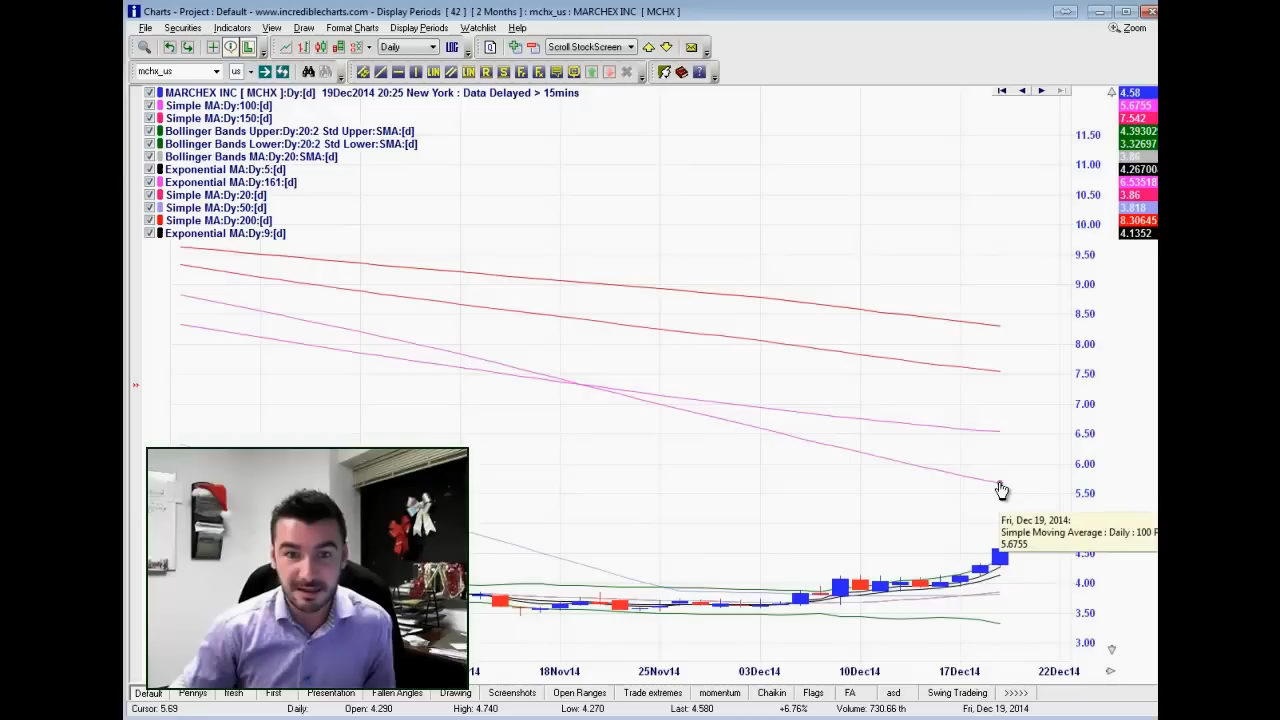 Charts - Project : Default - www.incrediblecharts.com - Display Periods [ 42 ] [ 2 Months ] : mchx_us : MARCHEX INC [ MCHX ]
File Securities Indicators View Draw Format Charts Display Periods Watchlist Help Zoom
Daily Scroll StockScreen
mchx_us us
MARCHEX INC [ MCHX ]:Dy:[d] 19Dec2014 20:25 New York : Data Delayed > 15mins
Simple MA:Dy:100:[d]
Simple MA:Dy:150:[d]
Bollinger Bands Upper:Dy:20:2 Std Upper:SMA:[d]
Bollinger Bands Lower:Dy:20:2 Std Lower:SMA:[d]
Bollinger Bands MA:Dy:20:SMA:[d]
Exponential MA:Dy:5:[d]
Exponential MA:Dy:161:[d]
Simple MA:Dy:20:[d]
Simple MA:Dy:50:[d]
Simple MA:Dy:200:[d]
Exponential MA:Dy:9:[d]
4.58
5.6755
7.542
4.39302
3.32697
3.86
4.26700
6.53518
3.86
3.818
8.30645
4.1352
11.50
11.00
10.50
10.00
9.50
9.00
8.50
8.00
7.50
7.00
6.50
6.00
5.50
4.50
4.00
3.50
3.00
Fri, Dec 19, 2014:
Simple Moving Average : Daily : 100 P
5.6755
14 18Nov14 25Nov14 03Dec14 10Dec14 17Dec14 22Dec14
Default Pennys fresh First Presentation Fallen Angles Drawing Screenshots Open Ranges Trade extremes momentum Chaikin Flags FA asd Swing Tradeing >>>>>
Cursor: 5.69 Daily: Open: 4.290 High: 4.740 Low: 4.270 Last: 4.580 +6.76% Volume: 730.66 th Fri, Dec 19, 2014